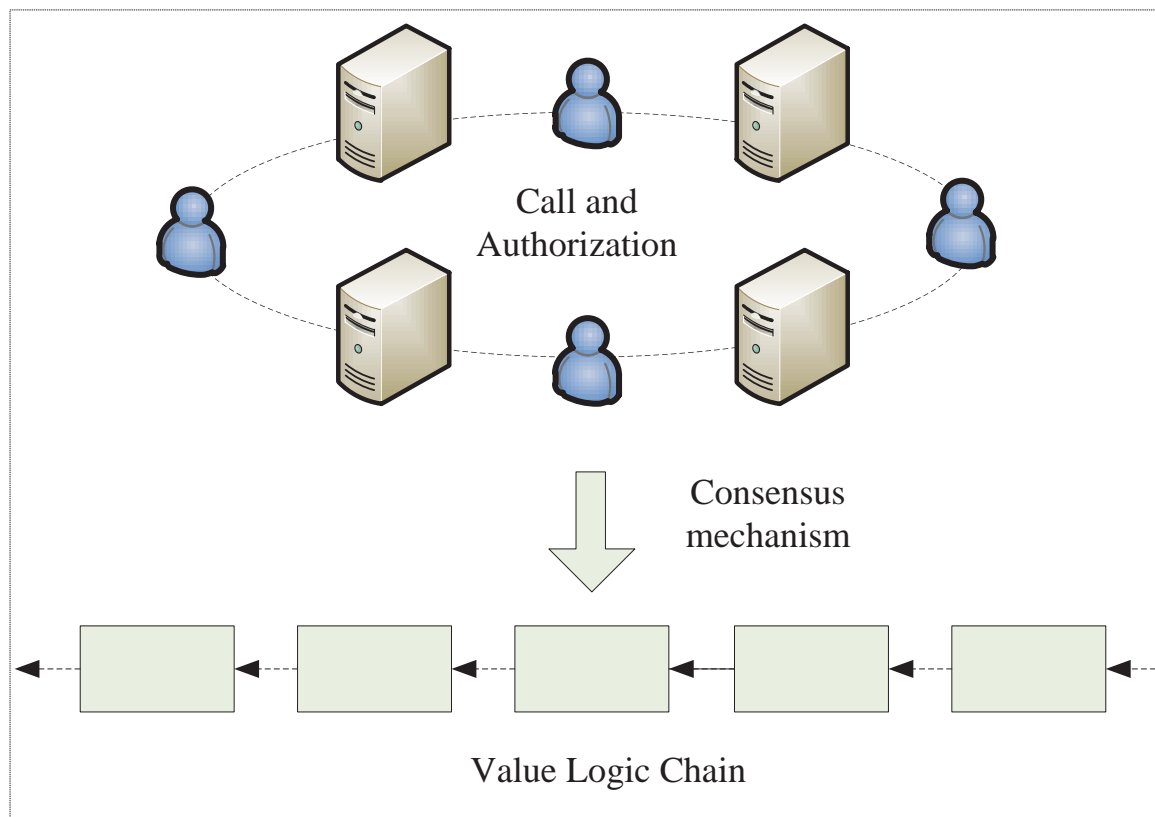 Call and
Authorization
Consensus
mechanism
Value Logic Chain